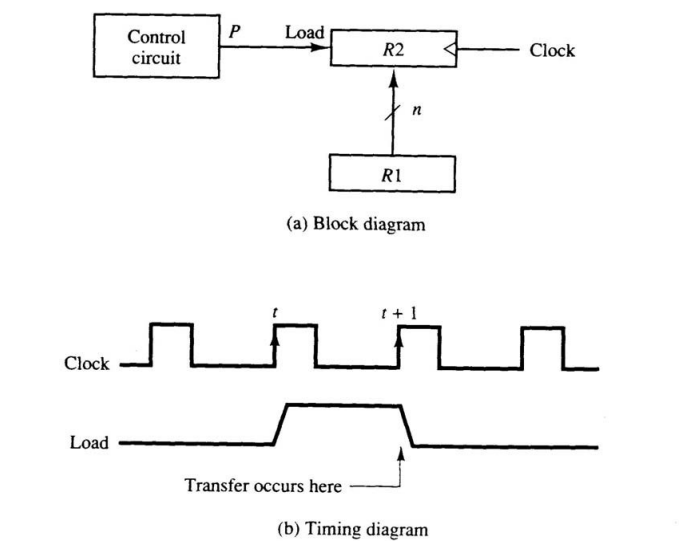 Control
circuit
P
Load
R2
Clock
n
R1
(a) Block diagram
t
t + 1
Clock
Load
Transfer occurs here
(b) Timing diagram